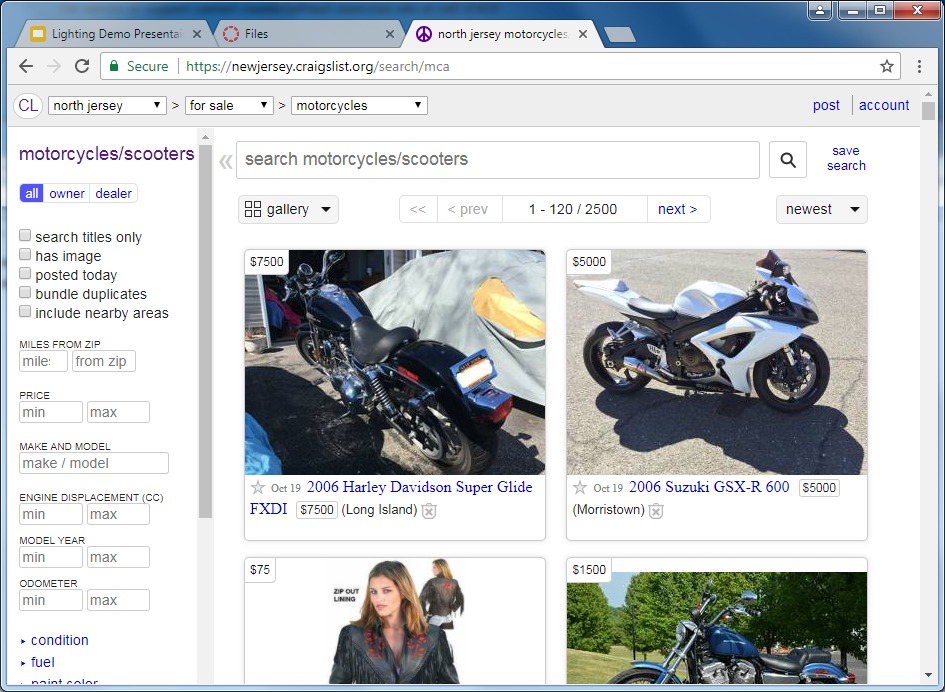 Lighting Demo Presenta
Files
north jersey motorcycles
Secure
https://newjersey.craigslist.org/search/mca
CL north jersey > for sale > motorcycles post account
motorcycles/scooters
all owner dealer
search titles only
has image
posted today
bundle duplicates
include nearby areas
MILES FROM ZIP
miles from zip
PRICE
min max
MAKE AND MODEL
make / model
ENGINE DISPLACEMENT (CC)
min max
MODEL YEAR
min max
ODOMETER
min max
condition
fuel
paint color
«
search motorcycles/scooters
save
search
gallery
<< < prev 1 - 120 / 2500 next >
newest
$7500
Oct 19 2006 Harley Davidson Super Glide
FXDI $7500 (Long Island)
$5000
Oct 19 2006 Suzuki GSX-R 600 $5000
(Morristown)
$75
ZIP OUT
LINING
$1500